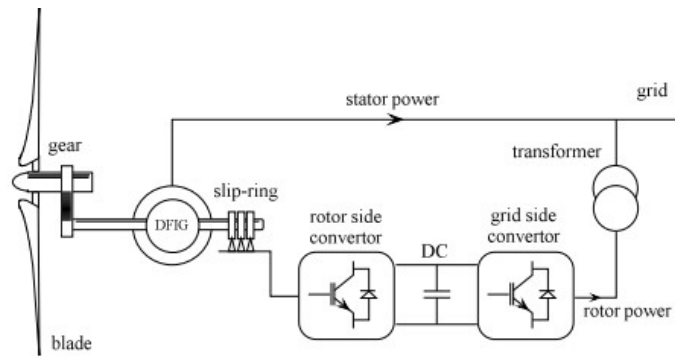 grid
stator power
gear
transformer
slip-ring
DFIG
rotor side
convertor
grid side
convertor
DC
rotor power
blade